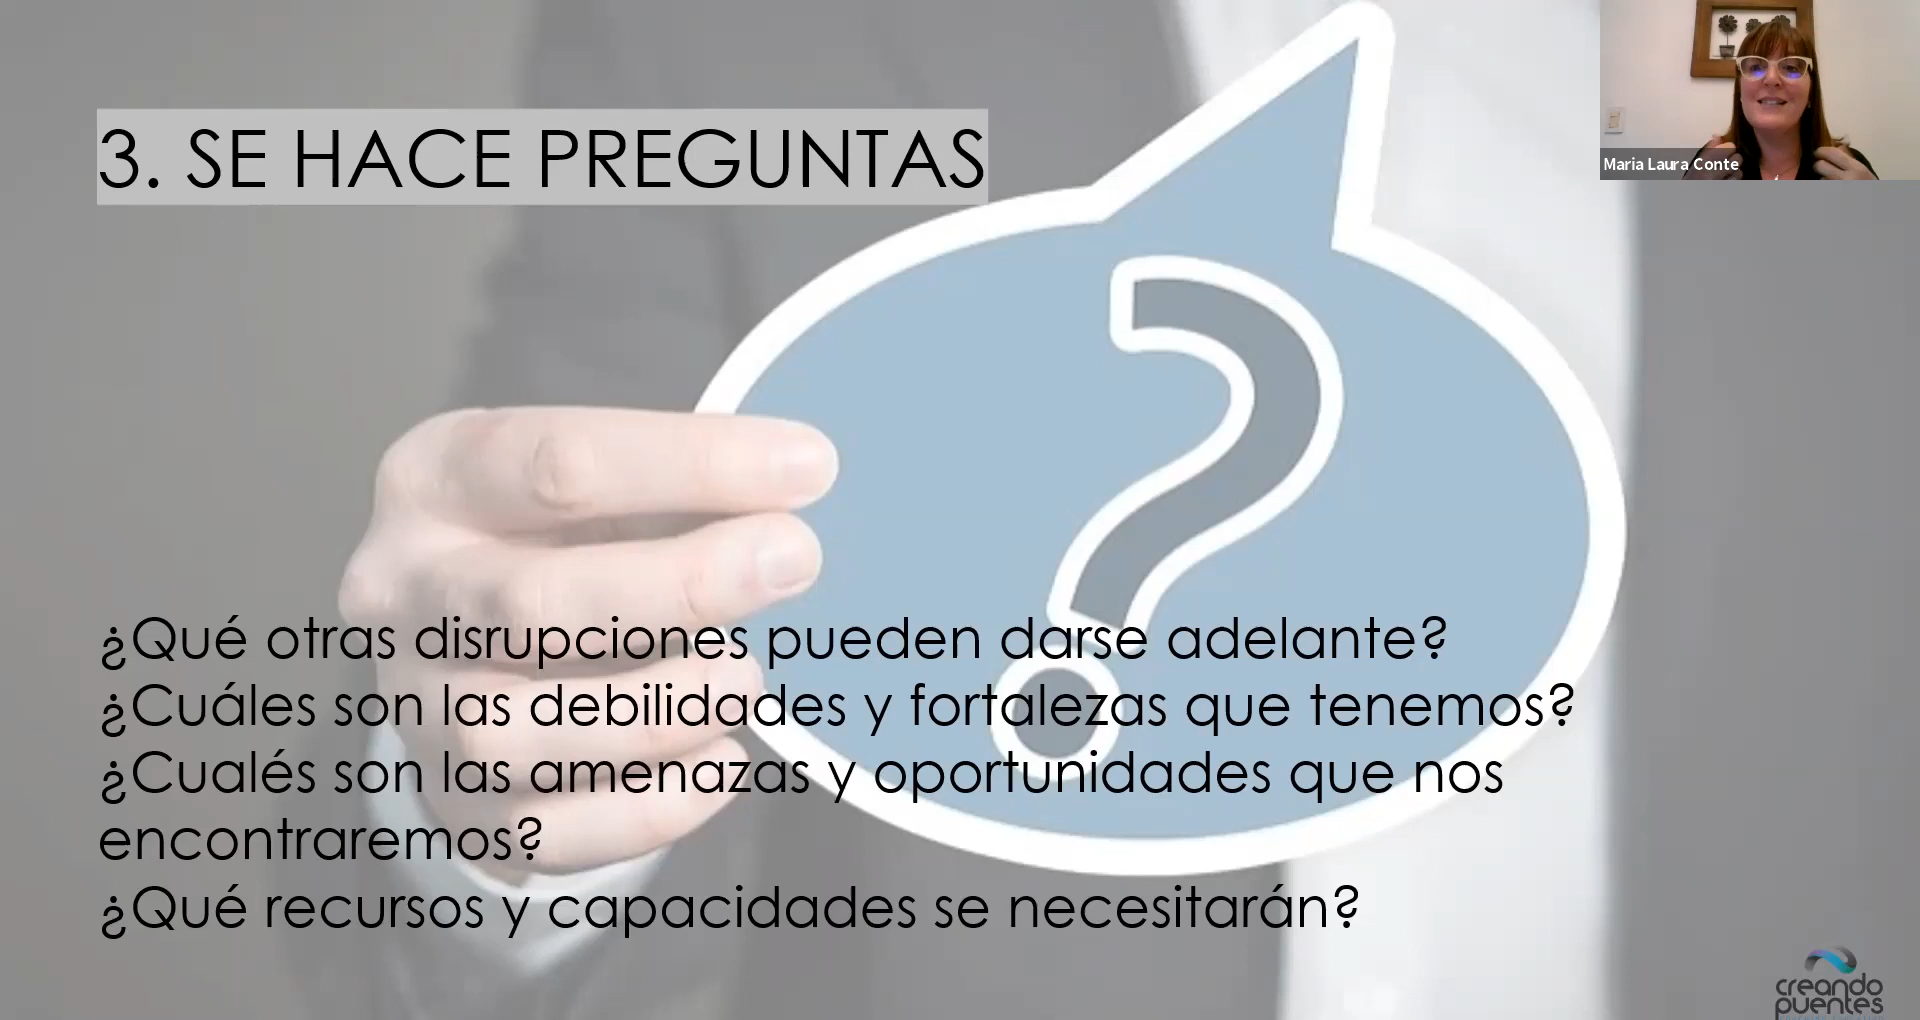 3. SE HACE PREGUNTAS
Maria Laura Conte
¿Qué otras disrupciones pueden darse adelante?
¿Cuáles son las debilidades y fortalezas que tenemos?
¿Cualés son las amenazas y oportunidades que nos
encontraremos?
¿Qué recursos y capacidades se necesitarán?
creando
puentes